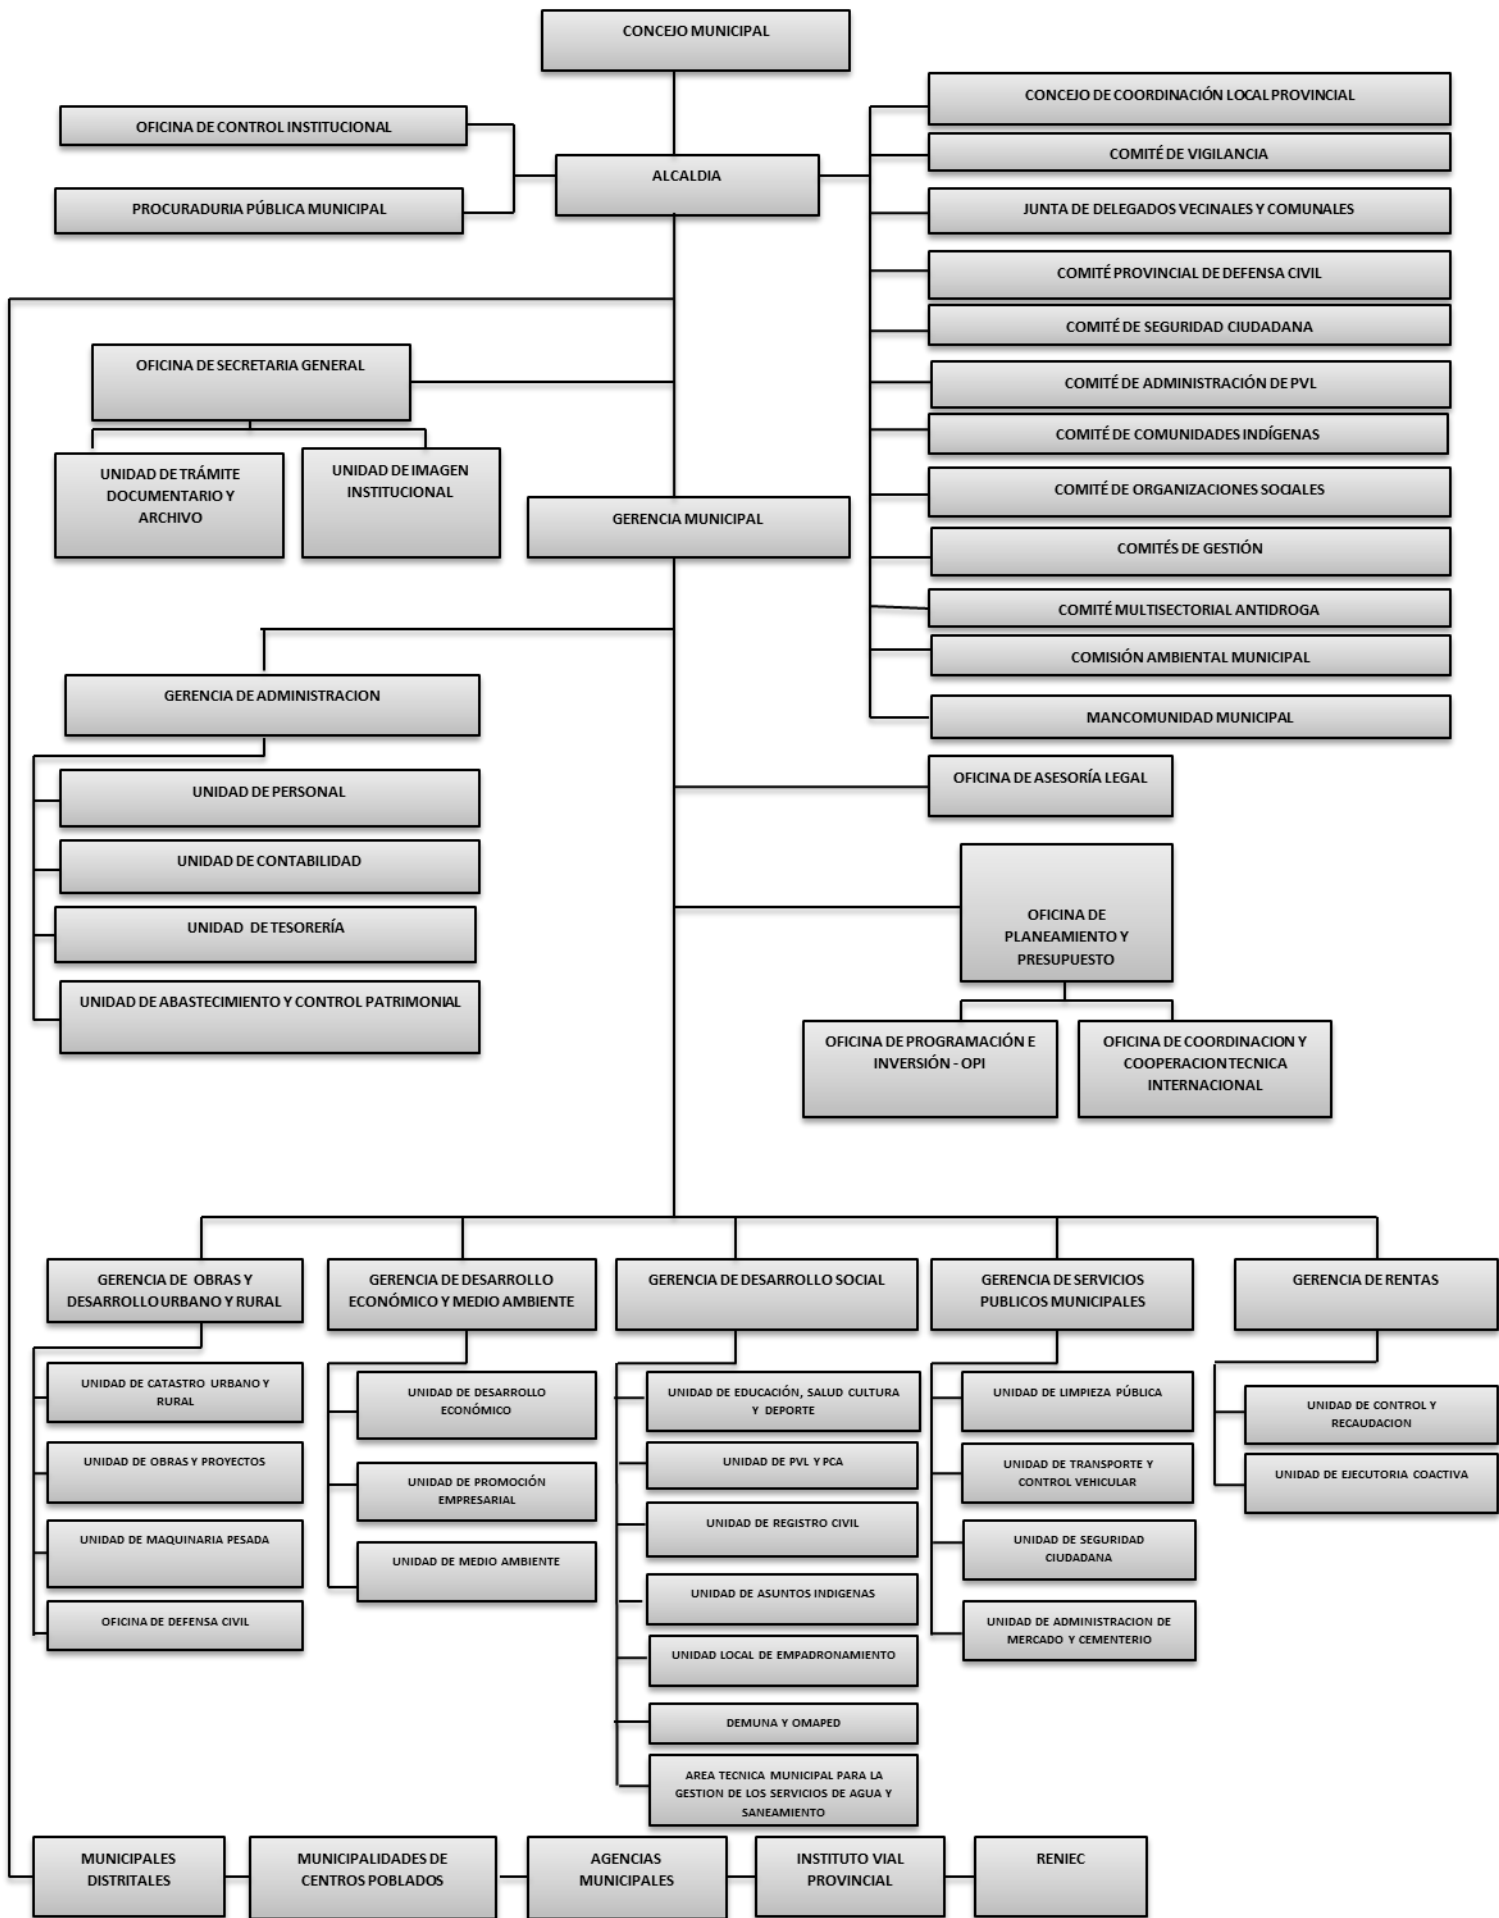 CONCEJO MUNICIPAL
CONCEJO DE COORDINACIÓN LOCAL PROVINCIAL
OFICINA DE CONTROL INSTITUCIONAL
COMITÉ DE VIGILANCIA
ALCALDIA
PROCURADURIA PÚBLICA MUNICIPAL
JUNTA DE DELEGADOS VECINALES Y COMUNALES
COMITÉ PROVINCIAL DE DEFENSA CIVIL
COMITÉ DE SEGURIDAD CIUDADANA
OFICINA DE SECRETARIA GENERAL
COMITÉ DE ADMINISTRACIÓN DE PVL
COMITÉ DE COMUNIDADES INDÍGENAS
UNIDAD DE TRÁMITE
DOCUMENTARIO Y
ARCHIVO
UNIDAD DE IMAGEN
INSTITUCIONAL
COMITÉ DE ORGANIZACIONES SOCIALES
GERENCIA MUNICIPAL
COMITÉS DE GESTIÓN
COMITÉ MULTISECTORIAL ANTIDROGA
COMISIÓN AMBIENTAL MUNICIPAL
GERENCIA DE ADMINISTRACION
MANCOMUNIDAD MUNICIPAL
OFICINA DE ASESORÍA LEGAL
UNIDAD DE PERSONAL
UNIDAD DE CONTABILIDAD
UNIDAD DE TESORERÍA
UNIDAD DE ABASTECIMIENTO Y CONTROL PATRIMONIAL
OFICINA DE
PLANEAMIENTO Y
PRESUPUESTO
OFICINA DE PROGRAMACIÓN E
INVERSIÓN - OPI
OFICINA DE COORDINACION Y
COOPERACION TECNICA
INTERNACIONAL
GERENCIA DE OBRAS Y
DESARROLLO URBANO Y RURAL
GERENCIA DE DESARROLLO
ECONÓMICO Y MEDIO AMBIENTE
GERENCIA DE DESARROLLO SOCIAL
GERENCIA DE SERVICIOS
PUBLICOS MUNICIPALES
GERENCIA DE RENTAS
UNIDAD DE CATASTRO URBANO Y
RURAL
UNIDAD DE OBRAS Y PROYECTOS
UNIDAD DE MAQUINARIA PESADA
OFICINA DE DEFENSA CIVIL
UNIDAD DE DESARROLLO
ECONÓMICO
UNIDAD DE PROMOCIÓN
EMPRESARIAL
UNIDAD DE MEDIO AMBIENTE
UNIDAD DE EDUCACIÓN, SALUD CULTURA
Y DEPORTE
UNIDAD DE PVL Y PCA
UNIDAD DE REGISTRO CIVIL
UNIDAD DE ASUNTOS INDIGENAS
UNIDAD LOCAL DE EMPADRONAMIENTO
DEMUNA Y OMAPED
AREA TECNICA MUNICIPAL PARA LA
GESTION DE LOS SERVICIOS DE AGUA Y
SANEAMIENTO
UNIDAD DE LIMPIEZA PÚBLICA
UNIDAD DE TRANSPORTE Y
CONTROL VEHICULAR
UNIDAD DE SEGURIDAD
CIUDADANA
UNIDAD DE ADMINISTRACION DE
MERCADO Y CEMENTERIO
UNIDAD DE CONTROL Y
RECAUDACION
UNIDAD DE EJECUTORIA COACTIVA
MUNICIPALES
DISTRITALES
MUNICIPALIDADES DE
CENTROS POBLADOS
AGENCIAS
MUNICIPALES
INSTITUTO VIAL
PROVINCIAL
RENIEC